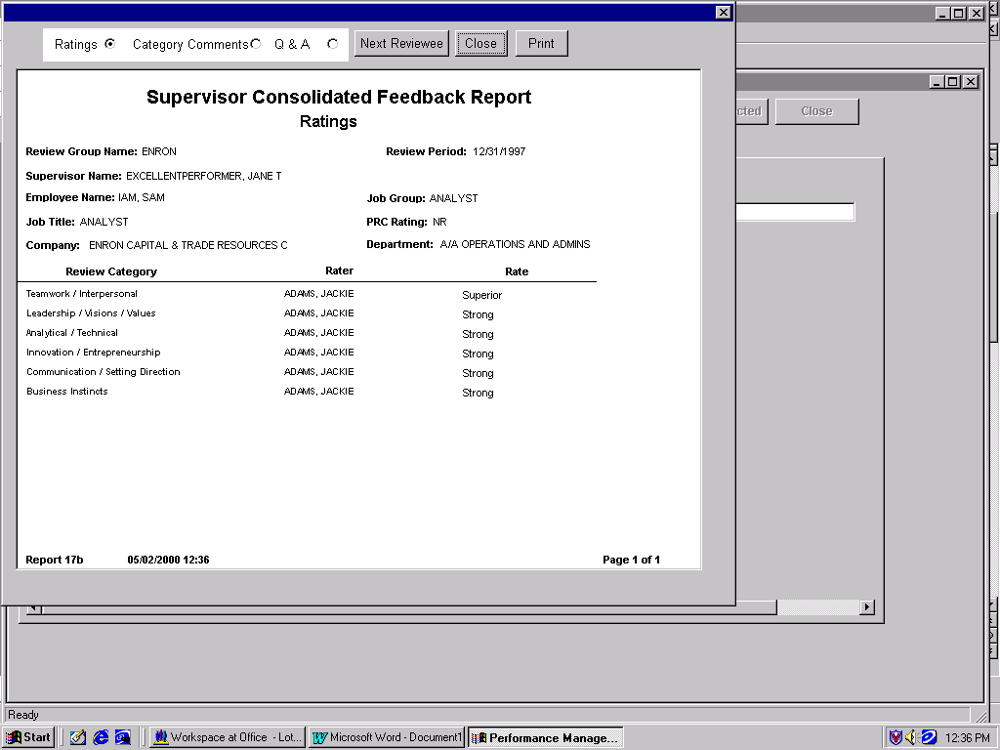 Ratings Category Comments Q & A Next Reviewee Close Print
Supervisor Consolidated Feedback Report
Ratings
Review Group Name: ENRON Review Period: 12/31/1997
Supervisor Name: EXCELLENTPERFORMER, JANE T
Employee Name: IAM, SAM Job Group: ANALYST
Job Title: ANALYST PRC Rating: NR
Company: ENRON CAPITAL & TRADE RESOURCES C Department: A/A OPERATIONS AND ADMINS
Review Category Rater Rate
Teamwork / Interpersonal ADAMS, JACKIE Superior
Leadership / Visions / Values ADAMS, JACKIE Strong
Analytical / Technical ADAMS, JACKIE Strong
Innovation / Entrepreneurship ADAMS, JACKIE Strong
Communication / Setting Direction ADAMS, JACKIE Strong
Business Instincts ADAMS, JACKIE Strong
Report 17b 05/02/2000 12:36 Page 1 of 1
cted Close
Ready
Start Workspace at Office - Lot... Microsoft Word - Document1 Performance Manage... 12:36 PM